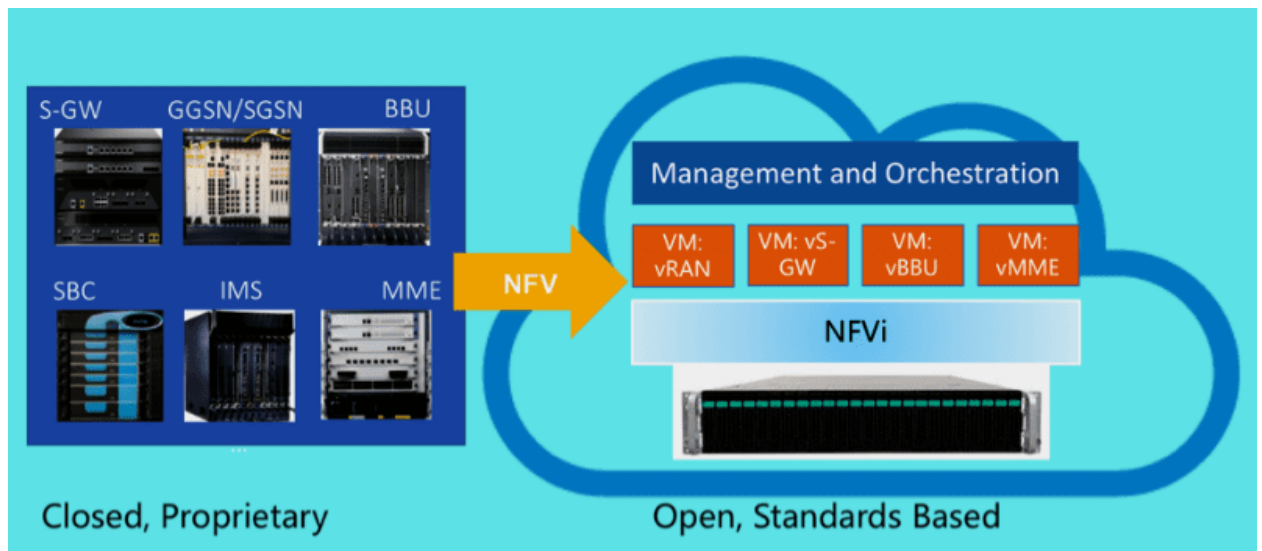 S-GW
GGSN/SGSN
BBU
SBC
IMS
MME
...
Closed, Proprietary
NFV
Management and Orchestration
VM:
vRAN
VM: vS-
GW
VM:
vBBU
VM:
vMME
NFVi
Open, Standards Based